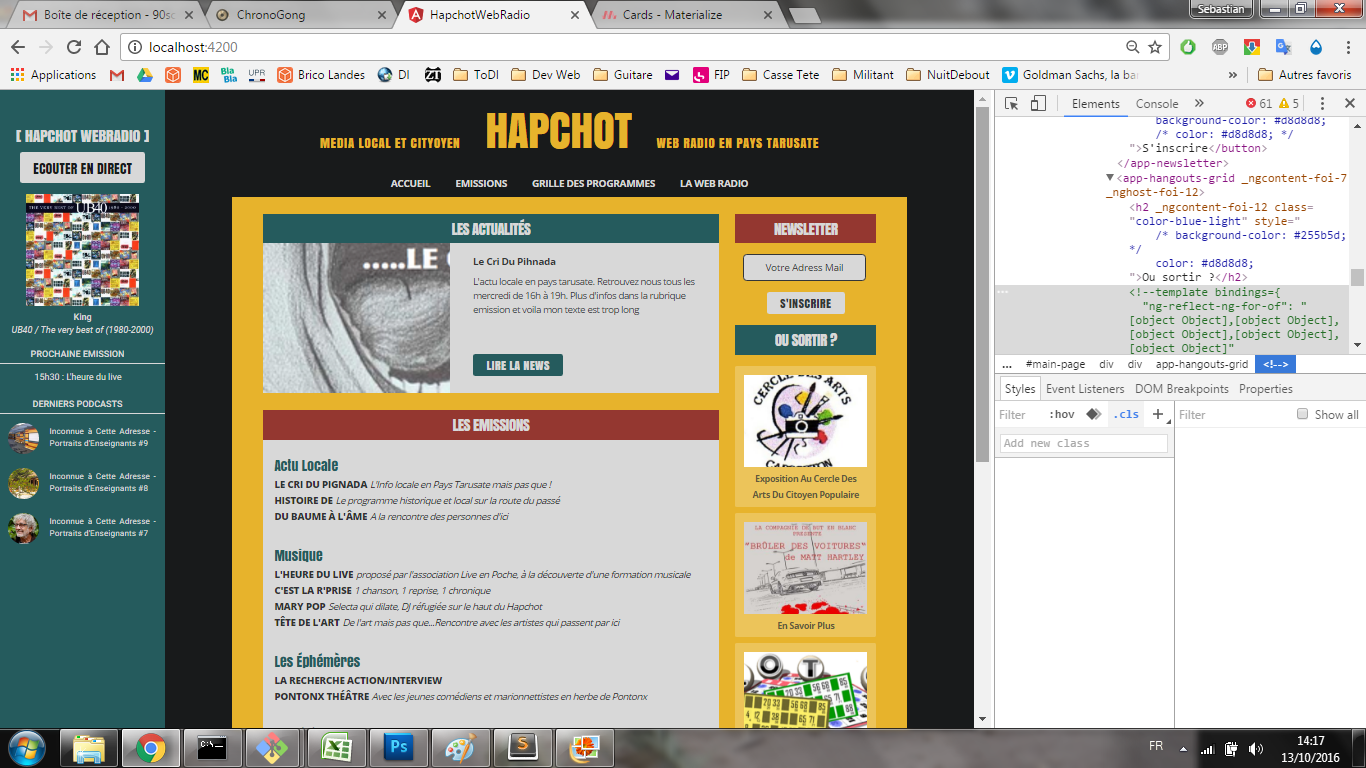 Boîte de réception - 90sc
ChronoGong
HapchotWebRadio
Cards - Materialize
Sebastian
localhost:4200
ABP
Applications
MC
Bla Bla
UPR
Brico Landes
DI
ToDI
Dev Web
Guitare
FIP
Casse Tete
Militant
NuitDebout
Goldman Sachs, la ba
»
Autres favoris
[ HAPCHOT WEBRADIO ]
ECOUTER EN DIRECT
THE VERY BEST OF UB40 1980 - 2000
King
UB40 / The very best of (1980-2000)
PROCHAINE EMISSION
15h30 : L'heure du live
DERNIERS PODCASTS
Inconnue à Cette Adresse -
Portraits d'Enseignants #9
Inconnue à Cette Adresse -
Portraits d'Enseignants #8
Inconnue à Cette Adresse -
Portraits d'Enseignants #7
MEDIA LOCAL ET CITYOYEN
HAPCHOT
WEB RADIO EN PAYS TARUSATE
ACCUEIL
EMISSIONS
GRILLE DES PROGRAMMES
LA WEB RADIO
LES ACTUALITÉS
.....LE
Le Cri Du Pihnada
L'actu locale en pays tarusate. Retrouvez nous tous les
mercredi de 16h à 19h. Plus d'infos dans la rubrique
emission et voila mon texte est trop long
LIRE LA NEWS
LES EMISSIONS
Actu Locale
LE CRI DU PIGNADA L'Info locale en Pays Tarusate mais pas que !
HISTOIRE DE Le programme historique et local sur la route du passé
DU BAUME À L'ÂME A la rencontre des personnes d'ici
Musique
L'HEURE DU LIVE proposé par l'association Live en Poche, à la découverte d'une formation musicale
C'EST LA R'PRISE 1 chanson, 1 reprise, 1 chronique
MARY POP Selecta qui dilate, DJ réfugiée sur le haut du Hapchot
TÊTE DE L'ART De l'art mais pas que...Rencontre avec les artistes qui passent par ici
Les Éphémères
LA RECHERCHE ACTION/INTERVIEW
PONTONX THÉÂTRE Avec les jeunes comédiens et marionnettistes en herbe de Pontonx
NEWSLETTER
Votre Adress Mail
S'INSCRIRE
OU SORTIR ?
CERCLE DES ARTS
Exposition Au Cercle Des
Arts Du Citoyen Populaire
LA COMPAGNIE DU NOT EN BLANC
PRESENTE
"BRÛLER DES VOITURES"
de MATT HARTLEY
En Savoir Plus
O T
Elements
Console
»
61
5
background-color: #d8d8d8;
/* color: #d8d8d8; */
">S'inscrire</button>
</app-newsletter>
<app-hangouts-grid _ngcontent-foi-7
_nghost-foi-12>
<h2 _ngcontent-foi-12 class=
"color-blue-light" style="
/* background-color: #255b5d;
*/
color: #d8d8d8;
">Ou sortir ?</h2>
<!--template bindings={
"ng-reflect-ng-for-of": "
[object Object],[object Object],
[object Object],[object Object],
[object Object]"
...
#main-page
div
div
app-hangouts-grid
<!-->
Styles
Event Listeners
DOM Breakpoints
Properties
Filter
:hov
.cls
+
Filter
Show all
Add new class
FR
14:17
13/10/2016